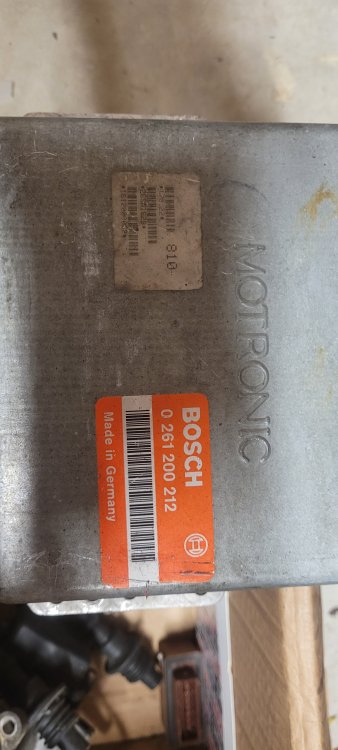 MOTRONIC
810
BOSCH
0 261 200 212
Made in Germany